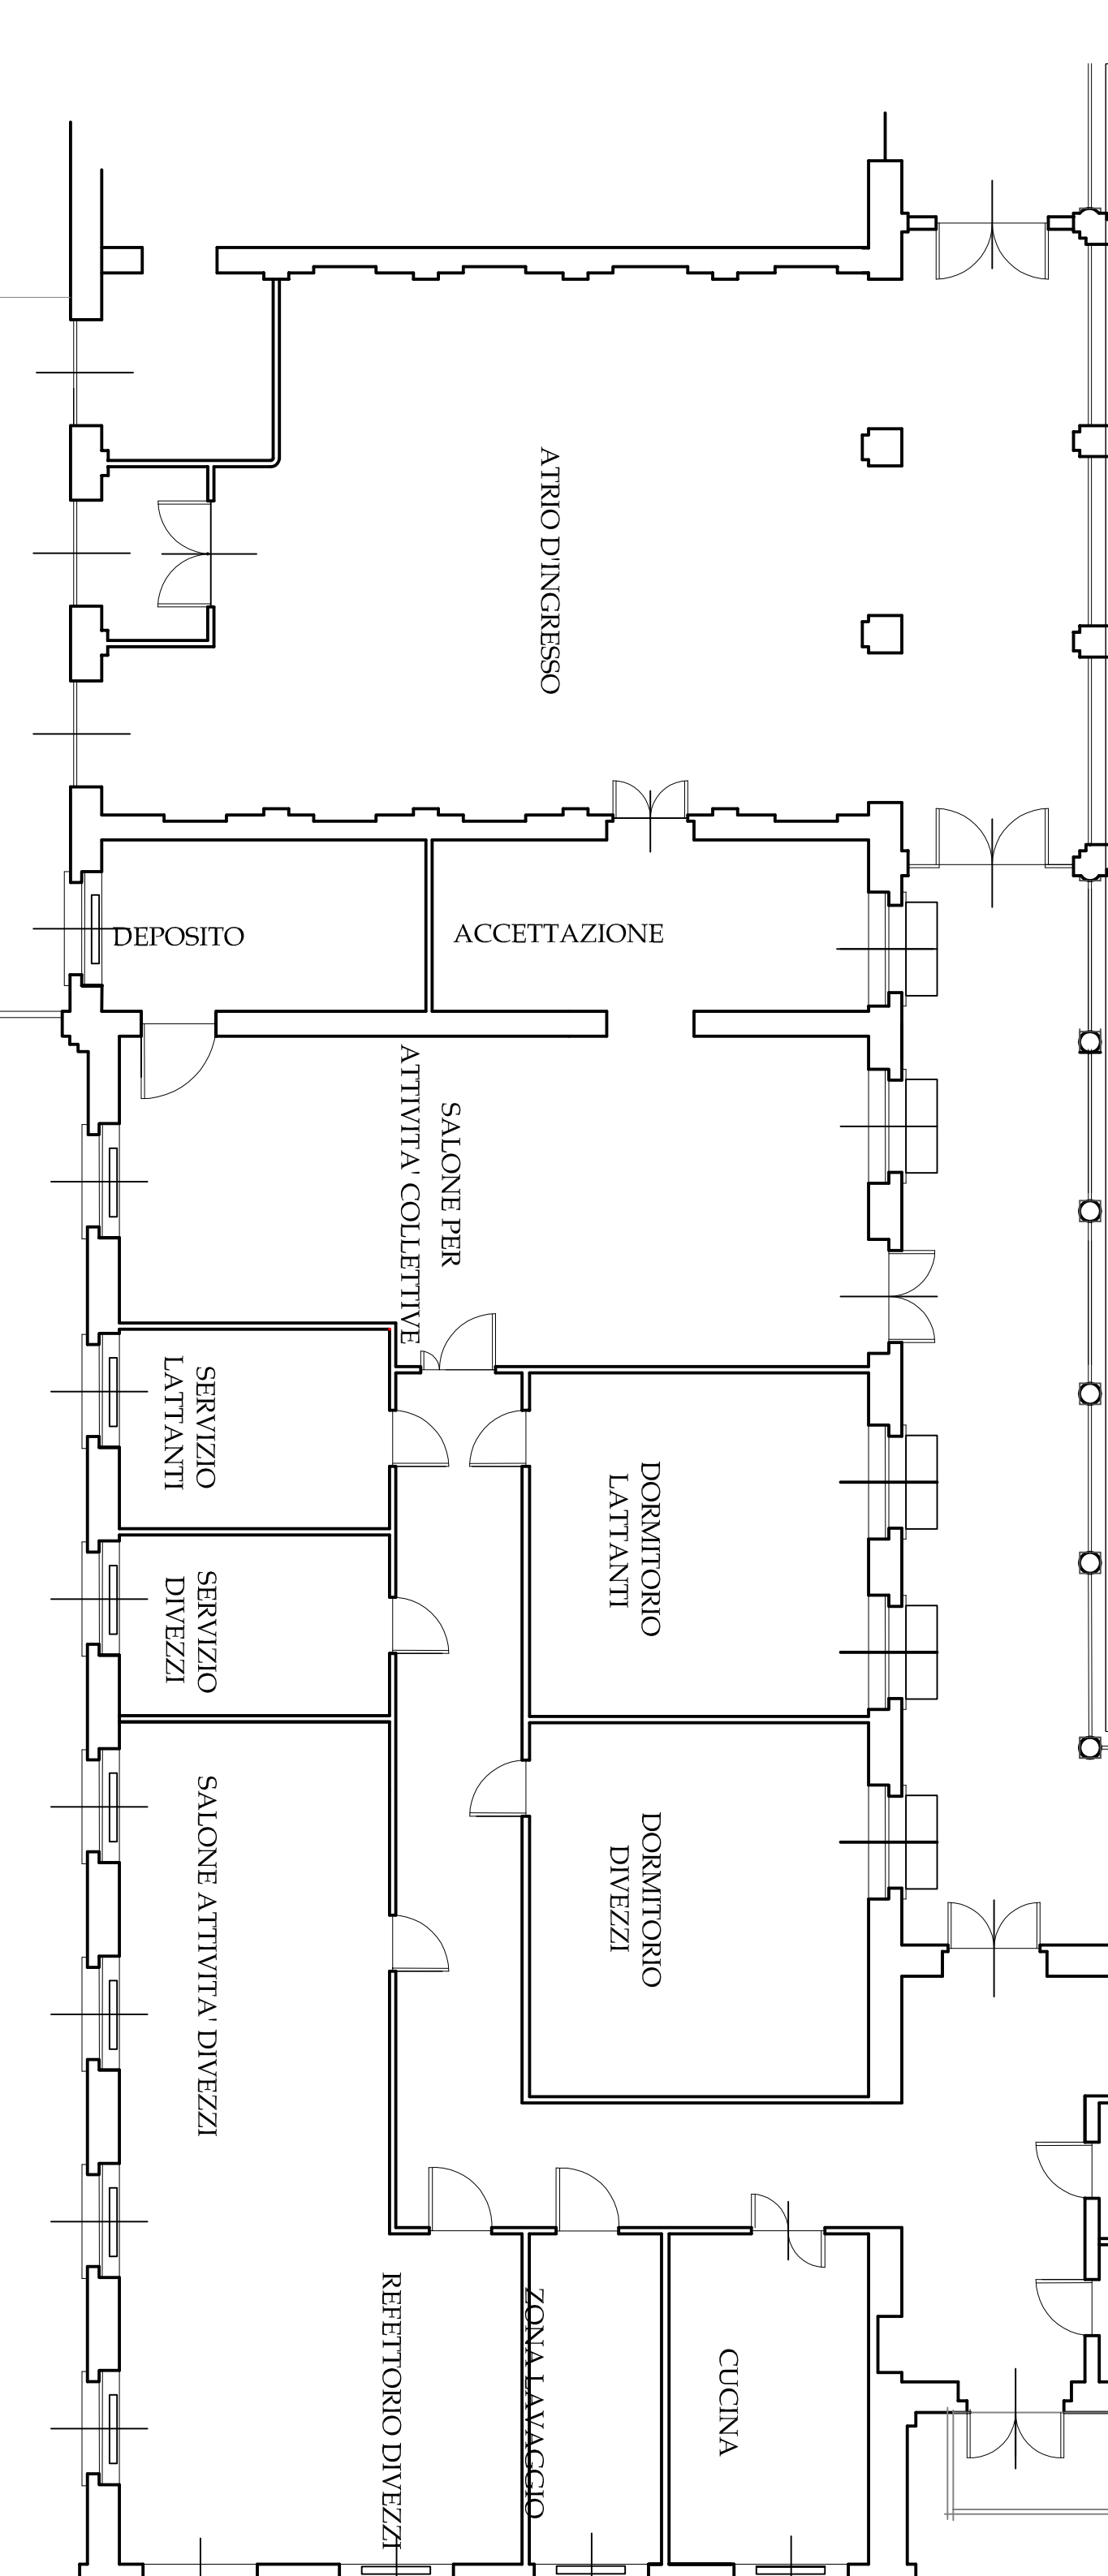 ATRIO D'INGRESSO
DEPOSITO
ACCETTAZIONE
SALONE PER
ATTIVITA' COLLETTIVE
SERVIZIO
LATTANTI
DORMITORIO
LATTANTI
SERVIZIO
DIVEZZI
SALONE ATTIVITA' DIVEZZI
DORMITORIO
DIVEZZI
REFETTORIO DIVEZZI
ZONA LAVAGGIO
CUCINA